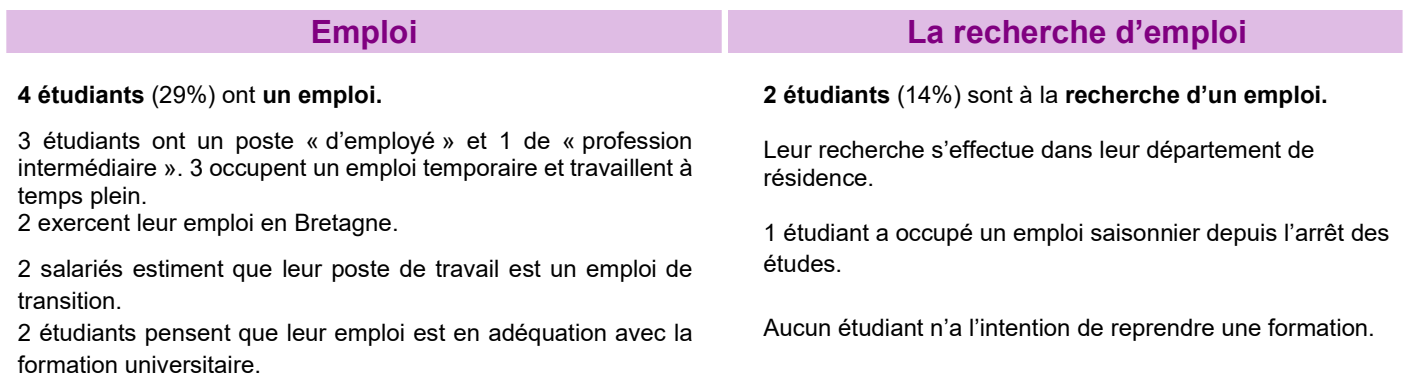 Emploi
4 étudiants (29%) ont un emploi.
3 étudiants ont un poste « d’employé » et 1 de « profession
intermédiaire ». 3 occupent un emploi temporaire et travaillent à
temps plein.
2 exercent leur emploi en Bretagne.
2 salariés estiment que leur poste de travail est un emploi de
transition.
2 étudiants pensent que leur emploi est en adéquation avec la
formation universitaire.
La recherche d’emploi
2 étudiants (14%) sont à la recherche d’un emploi.
Leur recherche s’effectue dans leur département de
résidence.
1 étudiant a occupé un emploi saisonnier depuis l’arrêt des
études.
Aucun étudiant n’a l’intention de reprendre une formation.